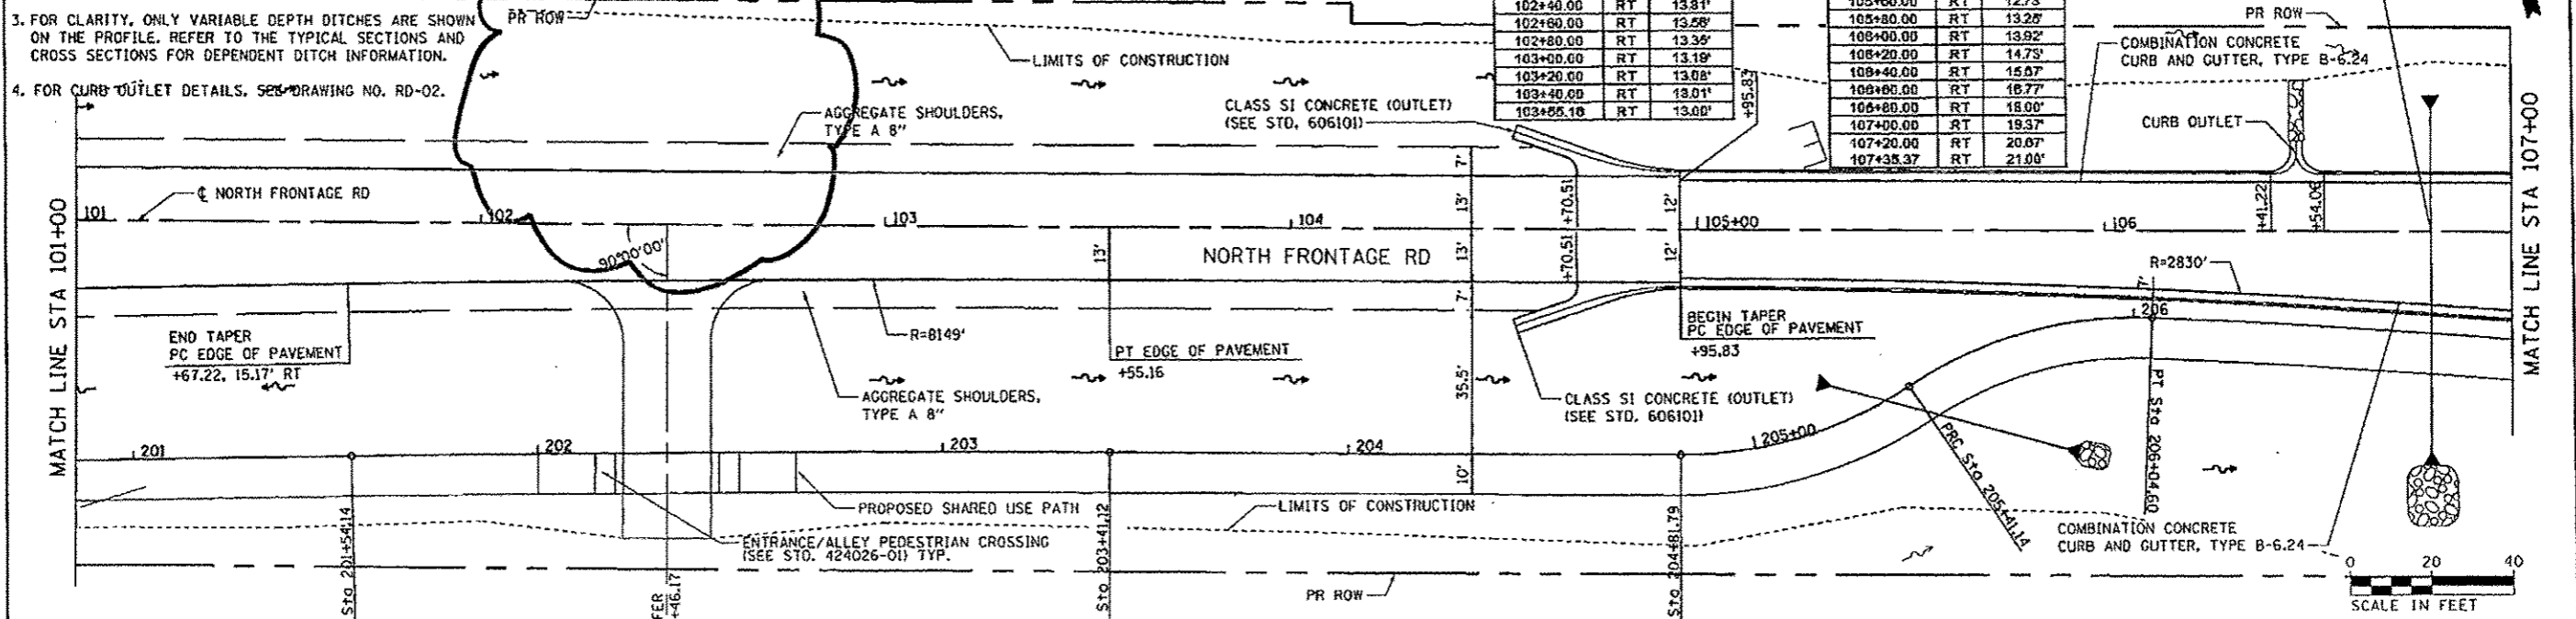 3. FOR CLARITY, ONLY VARIABLE DEPTH DITCHES ARE SHOWN
ON THE PROFILE. REFER TO THE TYPICAL SECTIONS AND
CROSS SECTIONS FOR DEPENDENT DITCH INFORMATION.
4. FOR CURB OUTLET DETAILS, SEE DRAWING NO. RD-02.
PR ROW
LIMITS OF CONSTRUCTION
AGGREGATE SHOULDERS,
TYPE A 8"
CLASS SI CONCRETE (OUTLET)
(SEE STD. 606101)
102+40.00 RT 13.81'
102+60.00 RT 13.58'
102+80.00 RT 13.35'
103+00.00 RT 13.19'
103+20.00 RT 13.08'
103+40.00 RT 13.01'
103+55.16 RT 13.00'
+95.83
105+60.00 RT 12.73'
105+80.00 RT 13.25'
106+00.00 RT 13.92'
106+20.00 RT 14.73'
106+40.00 RT 15.67'
106+60.00 RT 16.77'
106+80.00 RT 18.00'
107+00.00 RT 19.37'
107+20.00 RT 20.67'
107+35.37 RT 21.00'
PR ROW
COMBINATION CONCRETE
CURB AND GUTTER, TYPE B-6.24
CURB OUTLET
MATCH LINE STA 101+00
MATCH LINE STA 107+00
℄ NORTH FRONTAGE RD
101
102
103
104
105+00
106
90°00'00"
13'
NORTH FRONTAGE RD
7'
13'
13'
7'
35.5'
10'
+70.51
+70.51
12'
12'
+41.22
+54.06
R=2830'
7'
END TAPER
PC EDGE OF PAVEMENT
+67.22, 15.17' RT
R=8149'
AGGREGATE SHOULDERS,
TYPE A 8"
PT EDGE OF PAVEMENT
+55.16
BEGIN TAPER
PC EDGE OF PAVEMENT
+95.83
CLASS SI CONCRETE (OUTLET)
(SEE STD. 606101)
201
202
203
204
205+00
206
PRC Sta 205+41.14
PT Sta 206+04.60
Sta 201+54.14
FER
+46.17
Sta 203+41.12
Sta 204+81.79
PROPOSED SHARED USE PATH
ENTRANCE/ALLEY PEDESTRIAN CROSSING
(SEE STD. 424026-01) TYP.
LIMITS OF CONSTRUCTION
PR ROW
COMBINATION CONCRETE
CURB AND GUTTER, TYPE B-6.24
0 20 40
SCALE IN FEET